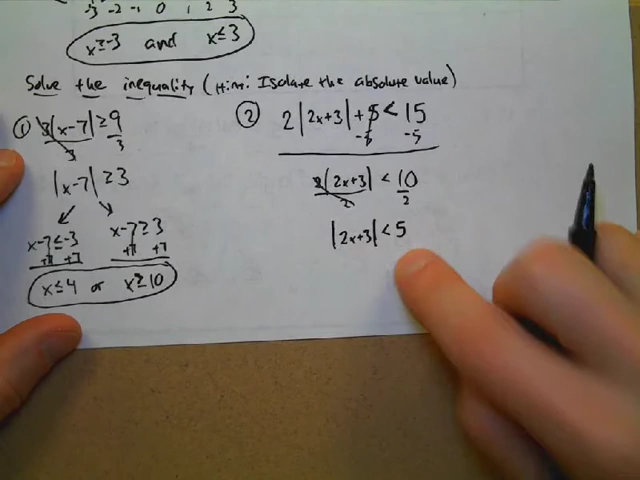 -3 -2 -1 0 1 2 3
x≥-3 and x≤3
Solve the inequality (Hint: Isolate the absolute value)
① 3|x-7| ≥ 9
3 3
|x-7| ≥ 3
x-7≤-3 x-7≥3
+7 +7 +7 +7
x≤4 or x≥10
② 2|2x+3|+5 < 15
-5 -5
2|2x+3| < 10
2 2
|2x+3| < 5